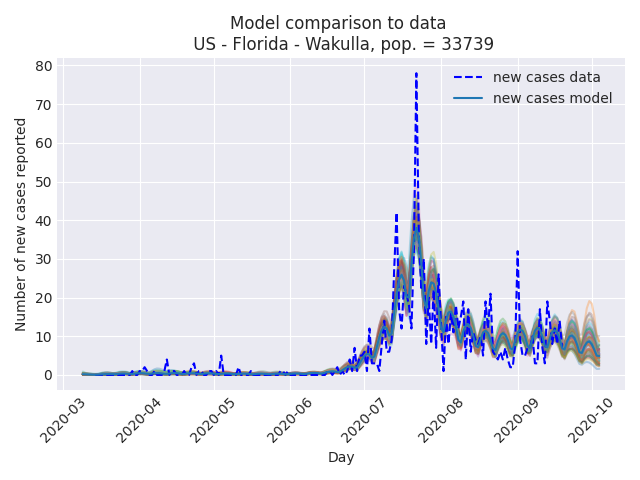 Model comparison to data
US - Florida - Wakulla, pop. = 33739
new cases data
new cases model
Number of new cases reported
80
70
60
50
40
30
20
10
0
2020-03
2020-04
2020-05
2020-06
2020-07
2020-08
2020-09
2020-10
Day